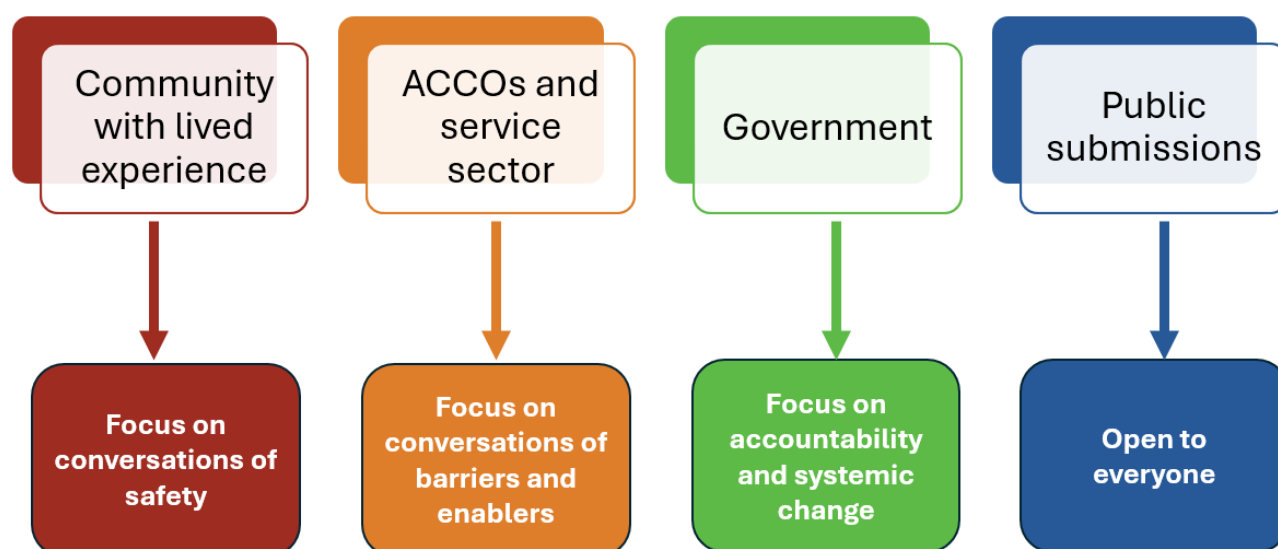 Community
with lived
experience
ACCOs and
service
sector
Government
Public
submissions
Focus on
conversations of
safety
Focus on
conversations of
barriers and
enablers
Focus on
accountability
and systemic
change
Open to
everyone